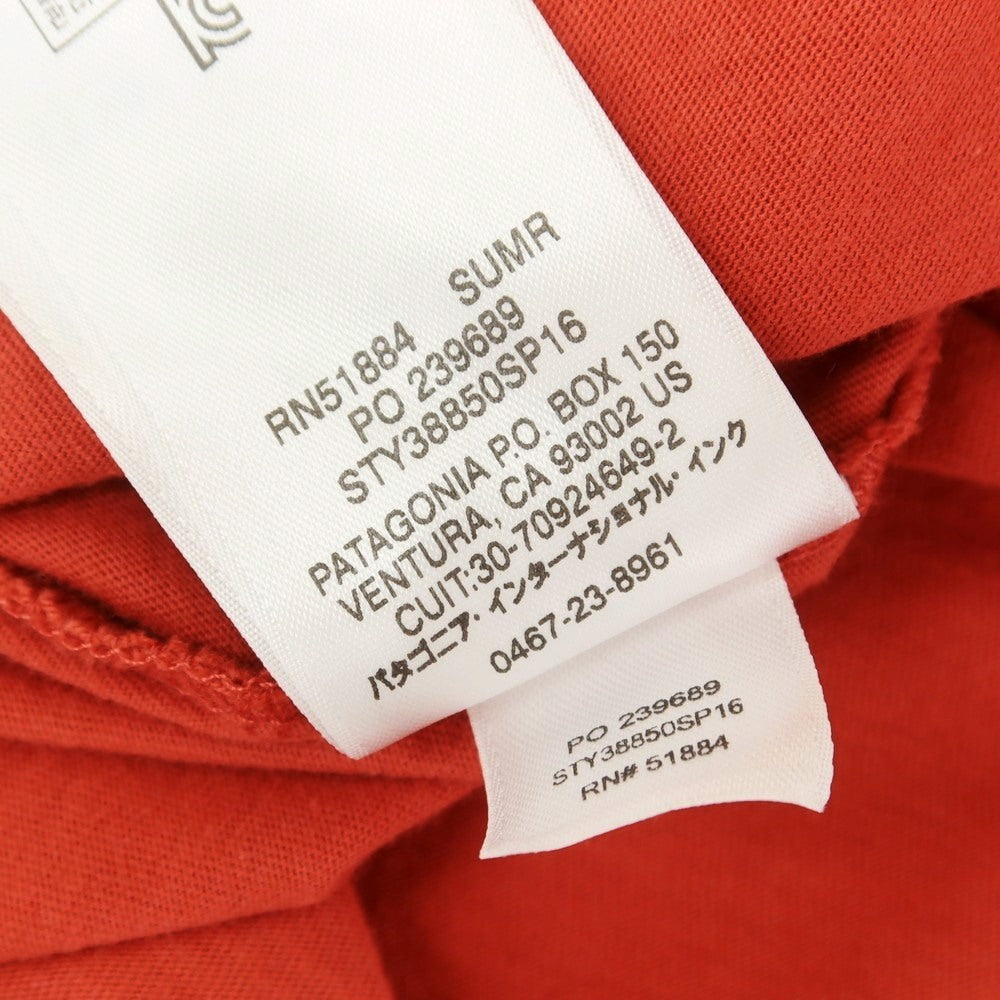 RN51884 SUMR
PO 239689
STY38850SP16
PATAGONIA P.O. BOX 150
VENTURA, CA 93002 US
CUIT:30-70924649-2
パタゴニア・インターナショナル・インク
0467-23-8961
PO 239689
STY38850SP16
RN# 51884